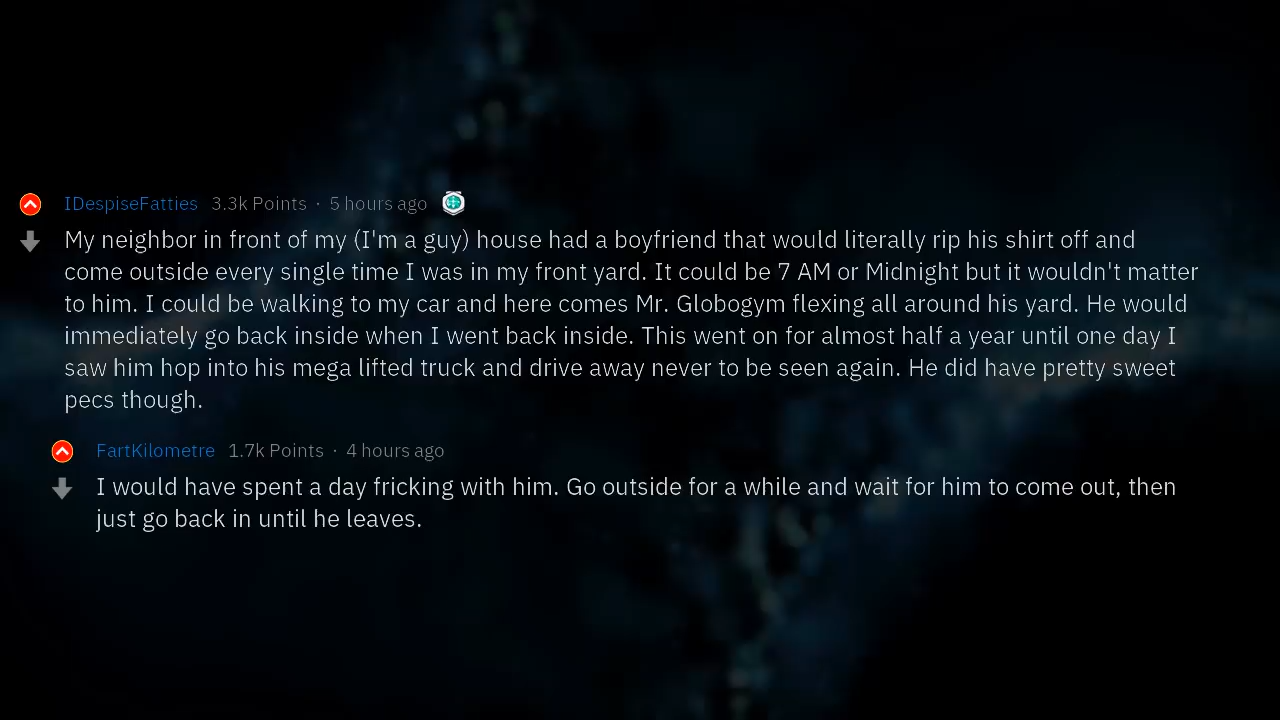 IDespiseFatties 3.3k Points · 5 hours ago
My neighbor in front of my (I'm a guy) house had a boyfriend that would literally rip his shirt off and
come outside every single time I was in my front yard. It could be 7 AM or Midnight but it wouldn't matter
to him. I could be walking to my car and here comes Mr. Globogym flexing all around his yard. He would
immediately go back inside when I went back inside. This went on for almost half a year until one day I
saw him hop into his mega lifted truck and drive away never to be seen again. He did have pretty sweet
pecs though.
FartKilometre 1.7k Points · 4 hours ago
I would have spent a day fricking with him. Go outside for a while and wait for him to come out, then
just go back in until he leaves.